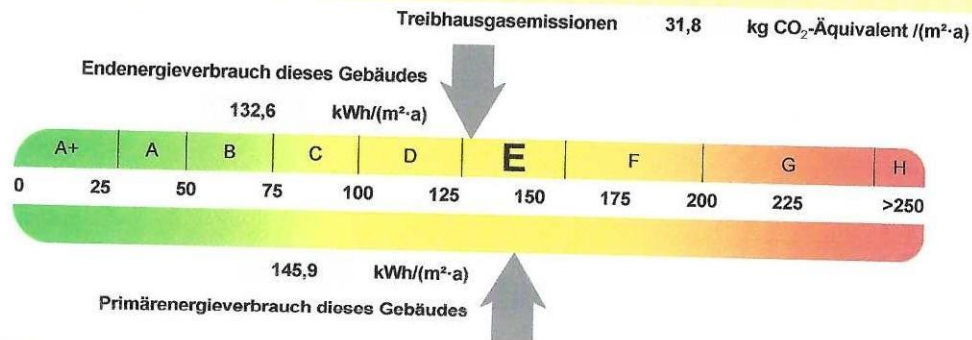 Treibhausgasemissionen 31,8 kg CO₂-Äquivalent /(m²·a)
Endenergieverbrauch dieses Gebäudes
132,6 kWh/(m²·a)
A+ A B C D E F G H
0 25 50 75 100 125 150 175 200 225 >250
145,9 kWh/(m²·a)
Primärenergieverbrauch dieses Gebäudes